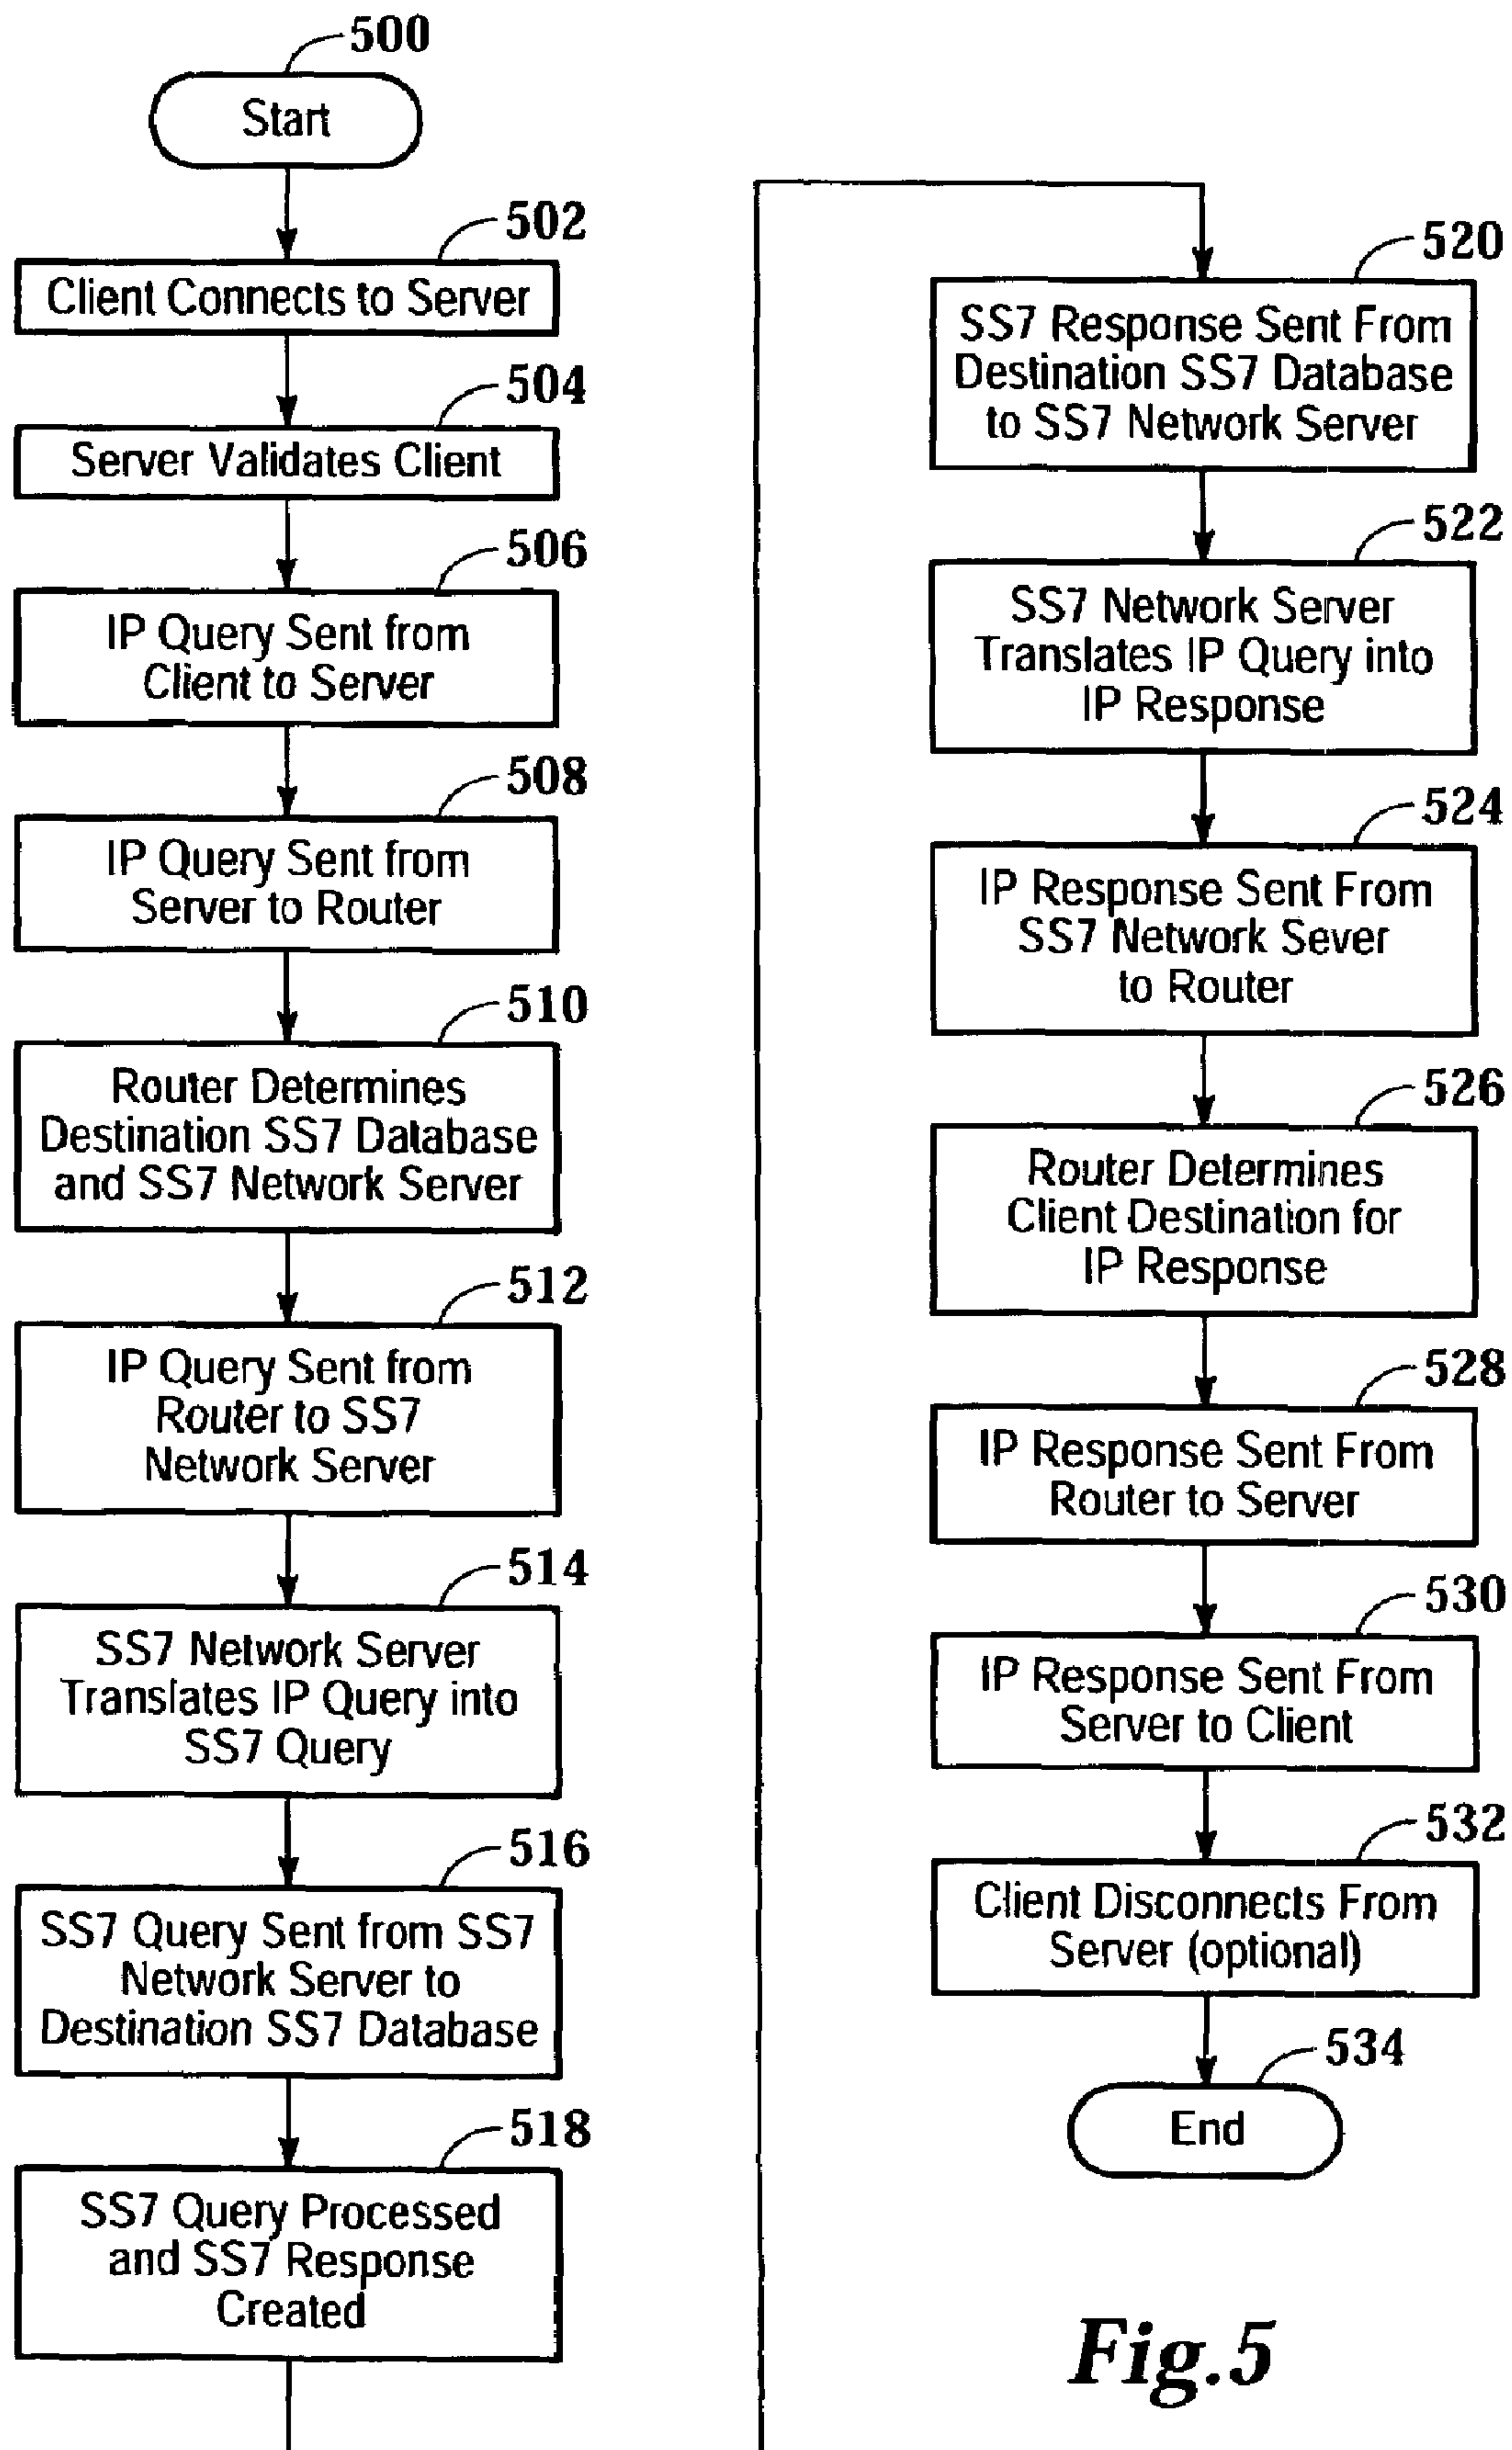 500
Start
502
Client Connects to Server
504
Server Validates Client
506
IP Query Sent from
Client to Server
508
IP Query Sent from
Server to Router
510
Router Determines
Destination SS7 Database
and SS7 Network Server
512
IP Query Sent from
Router to SS7
Network Server
514
SS7 Network Server
Translates IP Query into
SS7 Query
516
SS7 Query Sent from SS7
Network Server to
Destination SS7 Database
518
SS7 Query Processed
and SS7 Response
Created
520
SS7 Response Sent From
Destination SS7 Database
to SS7 Network Server
522
SS7 Network Server
Translates IP Query into
IP Response
524
IP Response Sent From
SS7 Network Sever
to Router
526
Router Determines
Client Destination for
IP Response
528
IP Response Sent From
Router to Server
530
IP Response Sent From
Server to Client
532
Client Disconnects From
Server (optional)
534
End
Fig.5